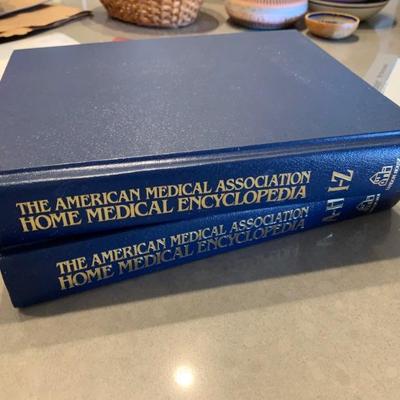 THE AMERICAN MEDICAL ASSOCIATION
HOME MEDICAL ENCYCLOPEDIA
I-Z
THE AMERICAN MEDICAL ASSOCIATION
HOME MEDICAL ENCYCLOPEDIA
A-H